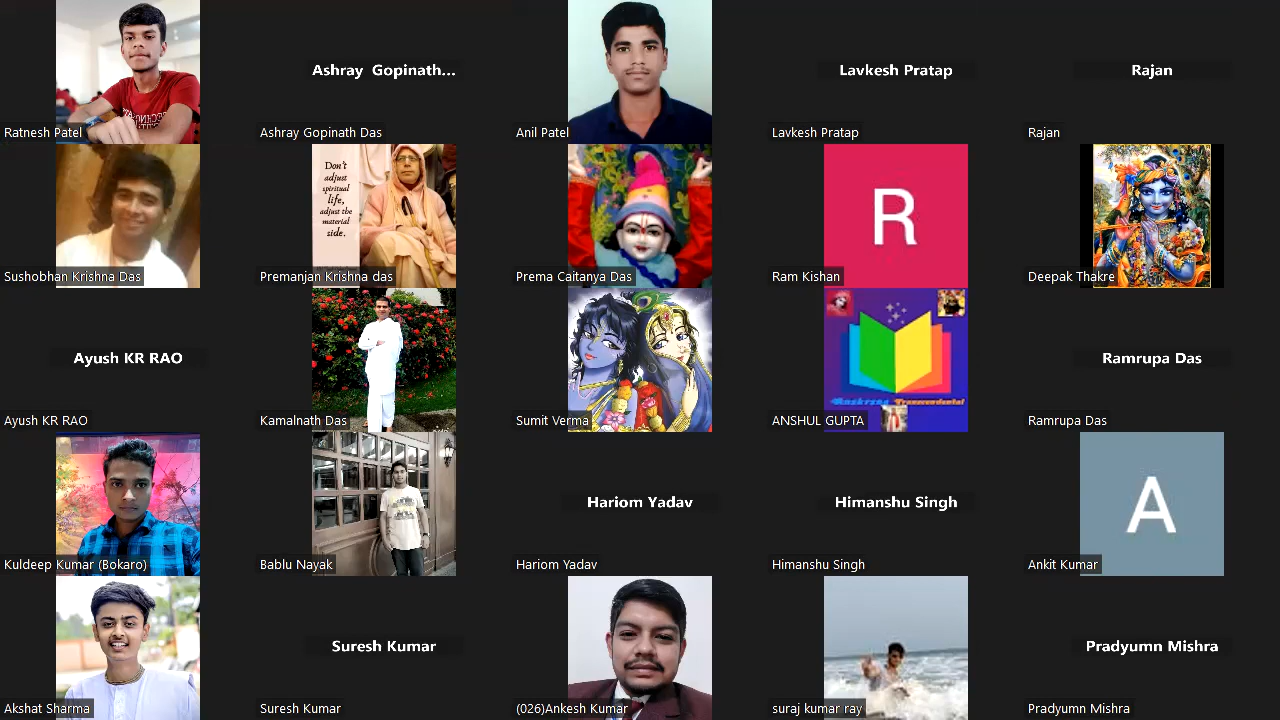 Ratnesh Patel
Ashray Gopinath...
Ashray Gopinath Das
Anil Patel
Lavkesh Pratap
Lavkesh Pratap
Rajan
Rajan
Sushobhan Krishna Das
Don't
adjust
spiritual
life,
adjust the
material
side.
Premanjan Krishna das
Prema Caitanya Das
R
Ram Kishan
Deepak Thakre
Ayush KR RAO
Ayush KR RAO
Kamalnath Das
Sumit Verma
Transcendental
ANSHUL GUPTA
Ramrupa Das
Ramrupa Das
Kuldeep Kumar (Bokaro)
Bablu Nayak
Hariom Yadav
Hariom Yadav
Himanshu Singh
Himanshu Singh
A
Ankit Kumar
Akshat Sharma
Suresh Kumar
Suresh Kumar
(026)Ankesh Kumar
suraj kumar ray
Pradyumn Mishra
Pradyumn Mishra